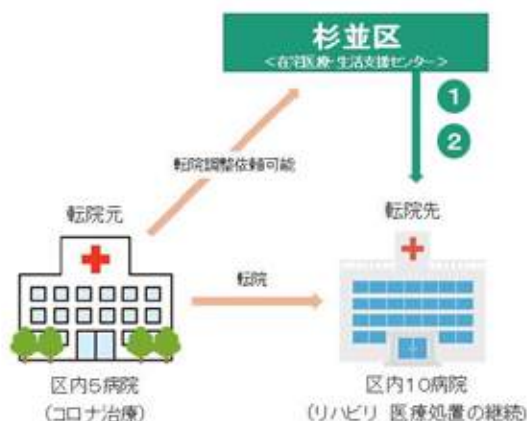 杉並区
＜在宅医療・生活支援センター＞
1
2
転院調整依頼可能
転院元
転院先
転院
区内5病院
(コロナ治療)
区内10病院
(リハビリ 医療処置の継続)